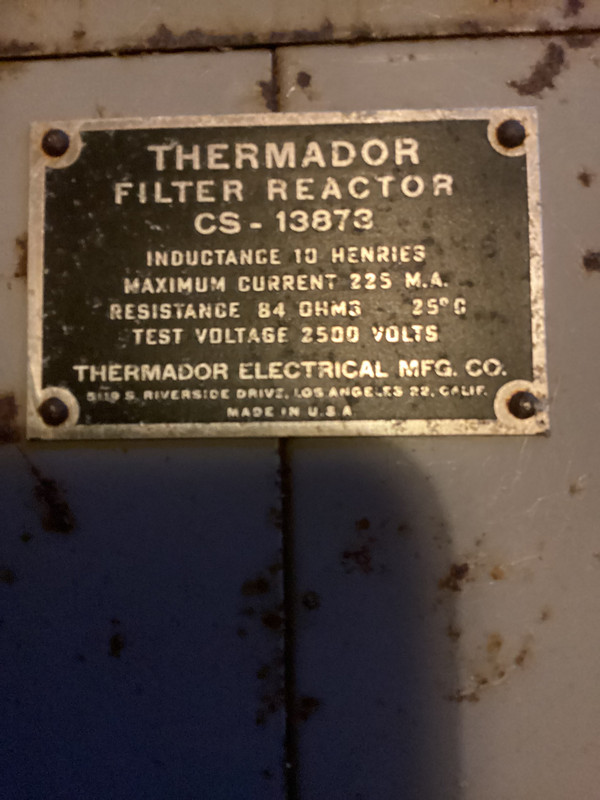 THERMADOR
FILTER REACTOR
CS - 13873
INDUCTANCE 10 HENRIES
MAXIMUM CURRENT 225 M.A.
RESISTANCE 84 OHMS 25°C
TEST VOLTAGE 2500 VOLTS
THERMADOR ELECTRICAL MFG. CO.
5119 S. RIVERSIDE DRIVE, LOS ANGELES 22, CALIF.
MADE IN U.S.A